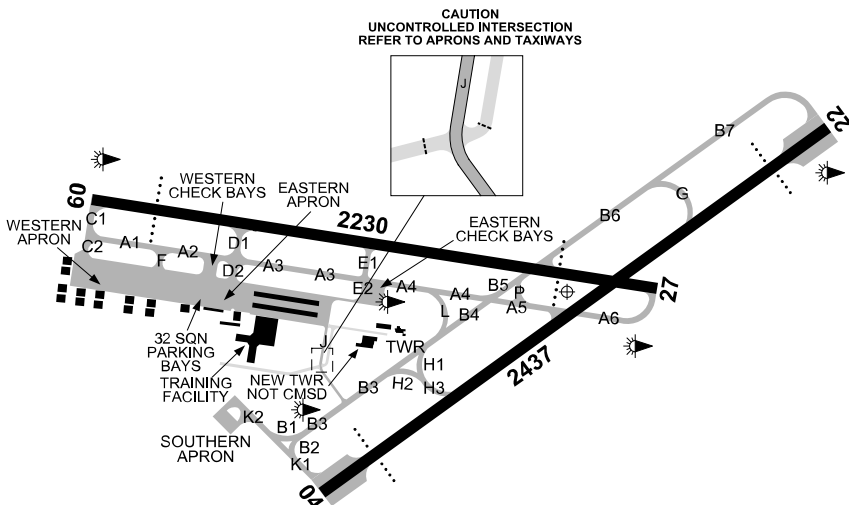 CAUTION
UNCONTROLLED INTERSECTION
REFER TO APRONS AND TAXIWAYS
J
22
B7
G
B6
WESTERN
CHECK BAYS
EASTERN
APRON
09
WESTERN
APRON
C1
C2
A1
F
A2
D1
D2
A3
A3
2230
E1
E2
EASTERN
CHECK BAYS
A4
A4
L
B4
B5
P
A5
A6
27
2437
32 SQN
PARKING
BAYS
TRAINING
FACILITY
J
NEW TWR
NOT CMSD
TWR
H1
H2
H3
B3
K2
B1
B3
B2
K1
SOUTHERN
APRON
04